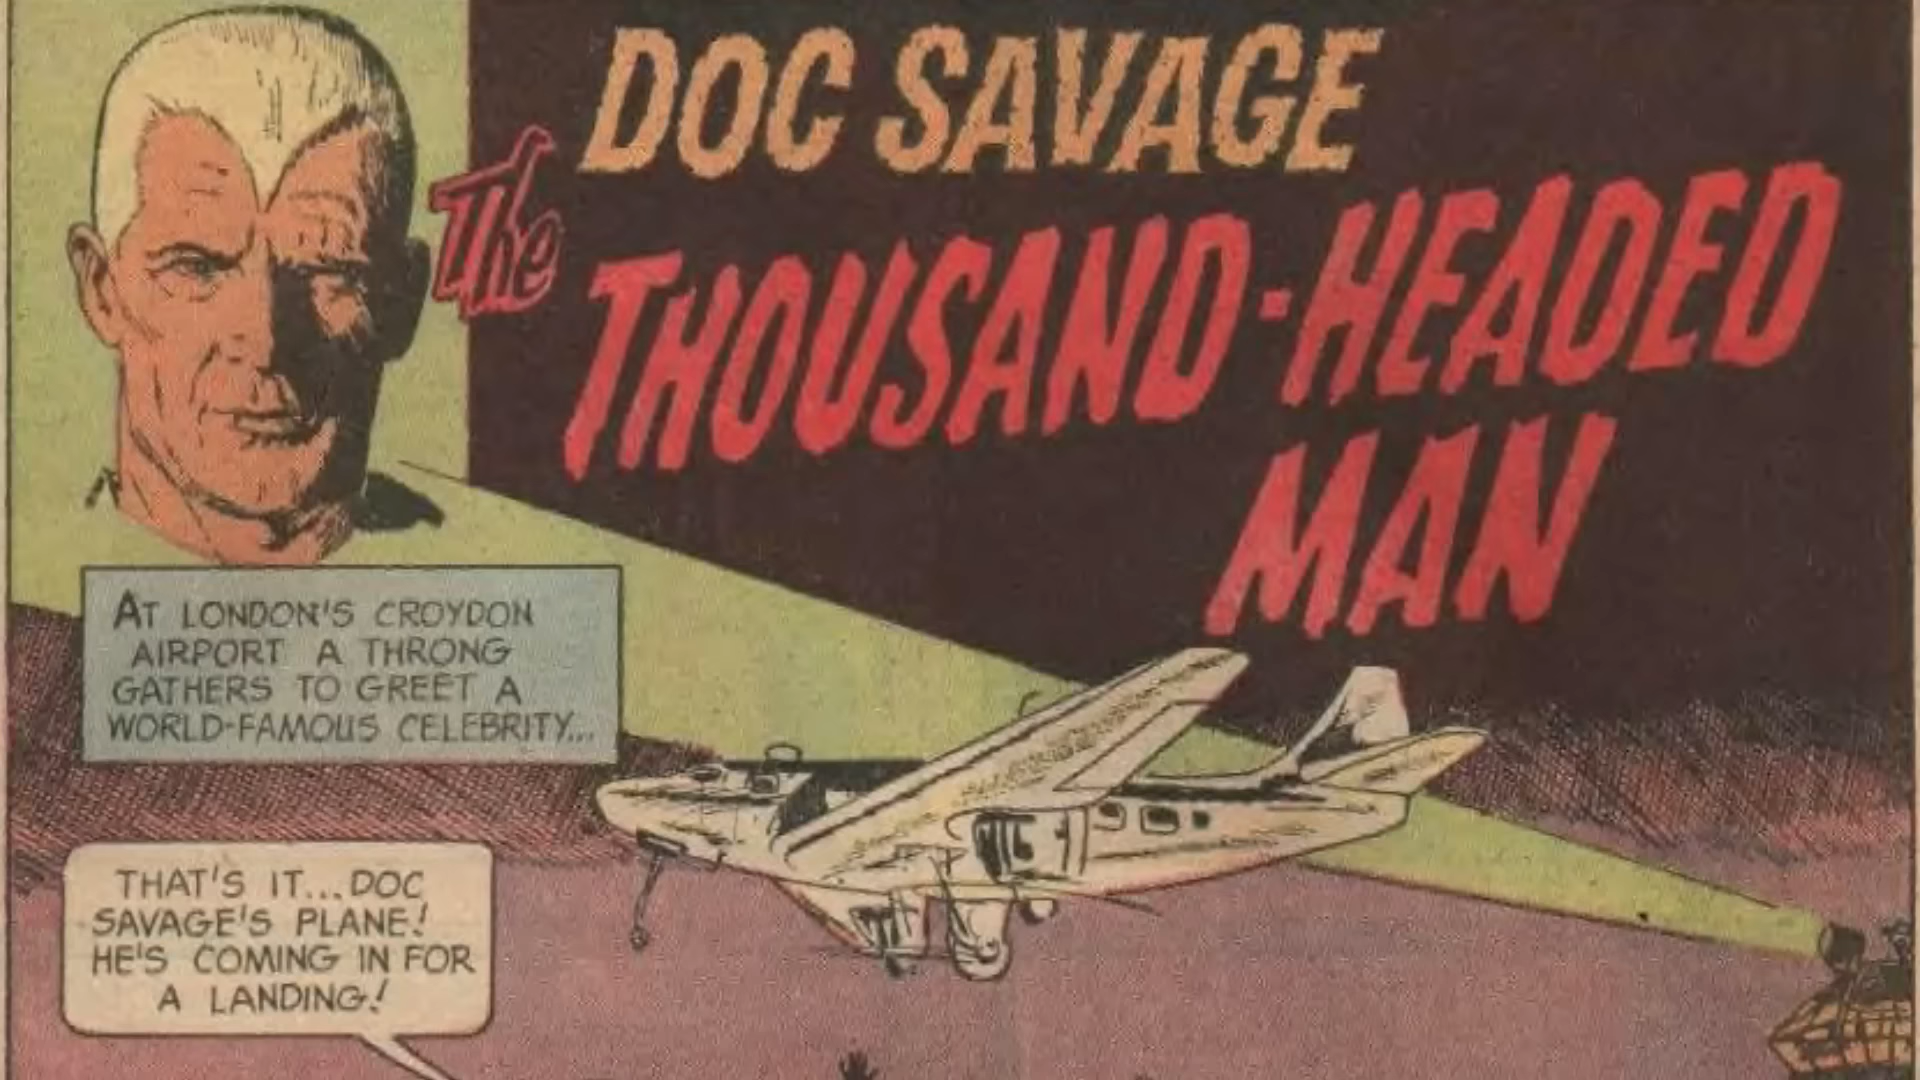 DOC SAVAGE
The
THOUSAND-HEADED
MAN
AT LONDON'S CROYDON
AIRPORT A THRONG
GATHERS TO GREET A
WORLD-FAMOUS CELEBRITY...
THAT'S IT...DOC
SAVAGE'S PLANE!
HE'S COMING IN FOR
A LANDING!